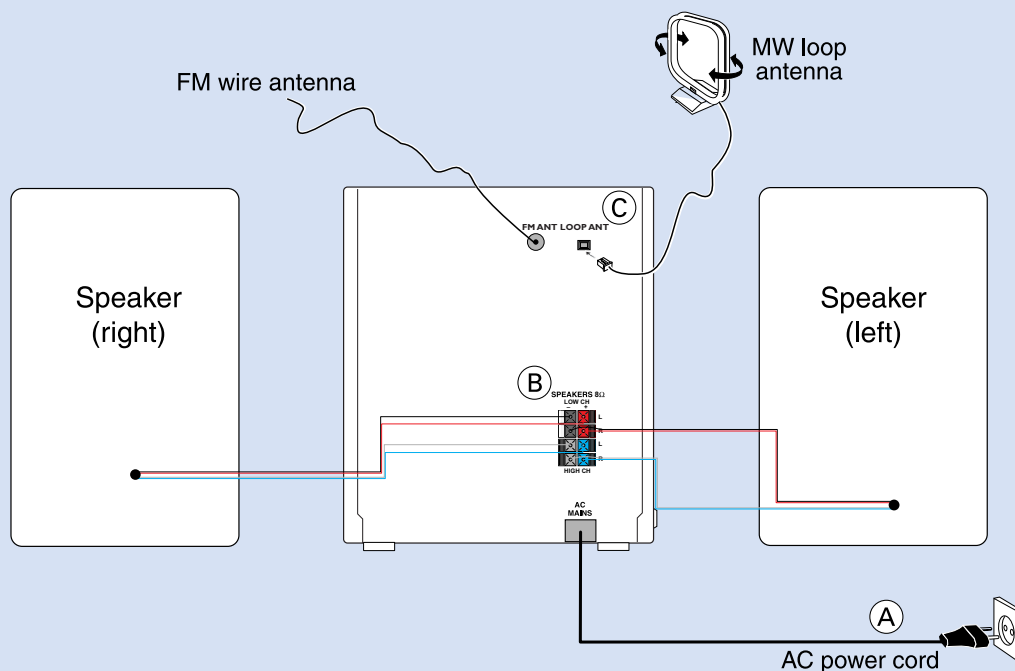 MW loop
antenna
FM wire antenna
C
FM ANT LOOP ANT
Speaker
(right)
Speaker
(left)
B
SPEAKERS 8Ω
LOW CH
– +
L
R
L
R
HIGH CH
AC
MAINS
A
AC power cord